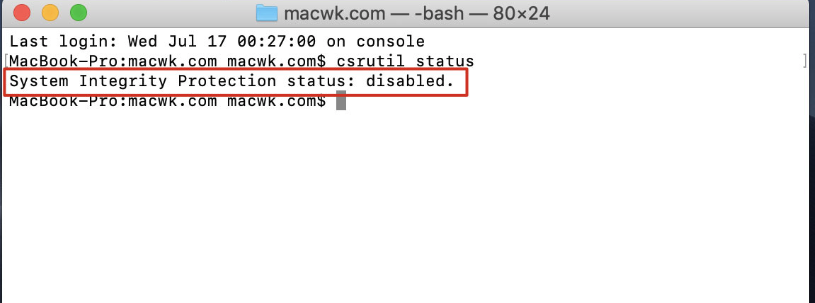 macwk.com — -bash — 80×24
Last login: Wed Jul 17 00:27:00 on console
[MacBook-Pro:macwk.com macwk.com$ csrutil status ]
System Integrity Protection status: disabled.
MacBook-Pro:macwk.com macwk.com$